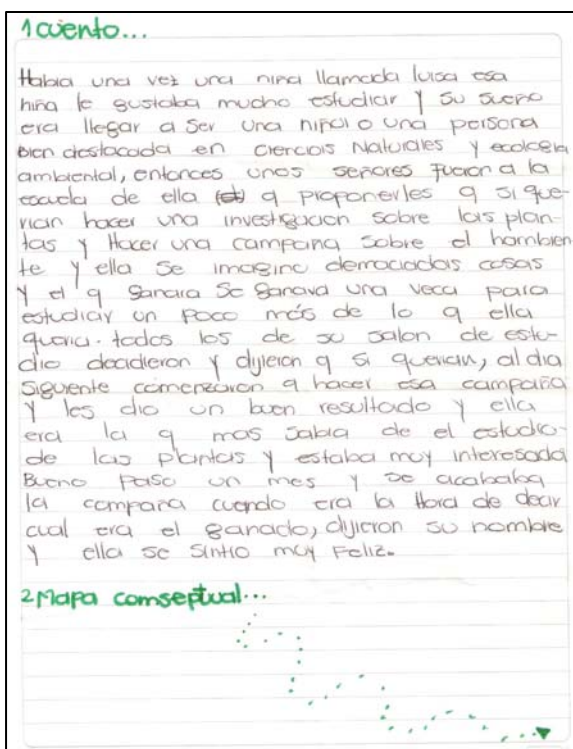 1 cuento...
Habia una vez una niña llamada luisa esa
niña le gustaba mucho estudiar y su sueño
era llegar a ser una niña o una persona
bien destacada en ciencias Naturales y ecologia
ambiental, entonces unos señores fueron a la
escuela de ella a proponerles q si que-
rian hacer una investigacion sobre las plan-
tas y Hacer una campaña sobre el hambien
te y ella se imagino demaciadas cosas
y el q ganara se ganava una veca para
estudiar un poco más de lo q ella
queria. todos los de su salon de estu-
dio decidieron y dijieron q si querian, al dia
siguiente comenzaron a hacer esa campaña
y les dio un buen resultado y ella
era la q mas sabia de el estudio
de las plantas y estaba muy interesada
Bueno paso un mes y se acababa
la campaña cuando era la Hora de decir
cual era el ganado, dijieron su nombre
y ella se sintio muy Feliz.
2 Mapa comseptual...